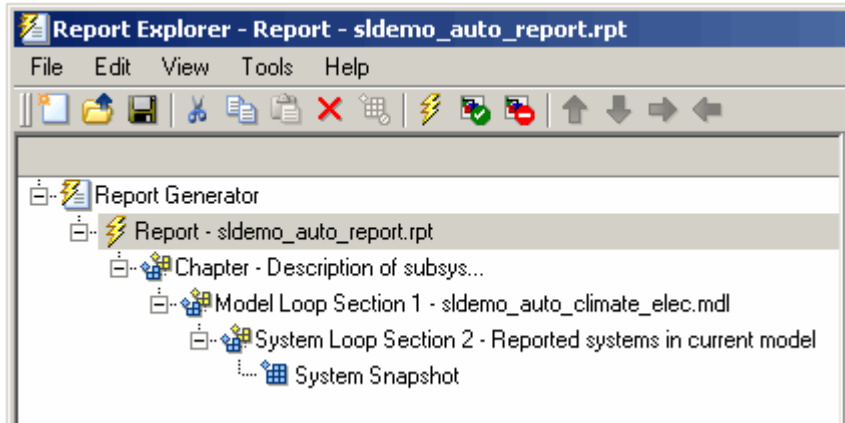 Report Explorer - Report - sldemo_auto_report.rpt
File Edit View Tools Help
Report Generator
Report - sldemo_auto_report.rpt
Chapter - Description of subsys...
Model Loop Section 1 - sldemo_auto_climate_elec.mdl
System Loop Section 2 - Reported systems in current model
System Snapshot